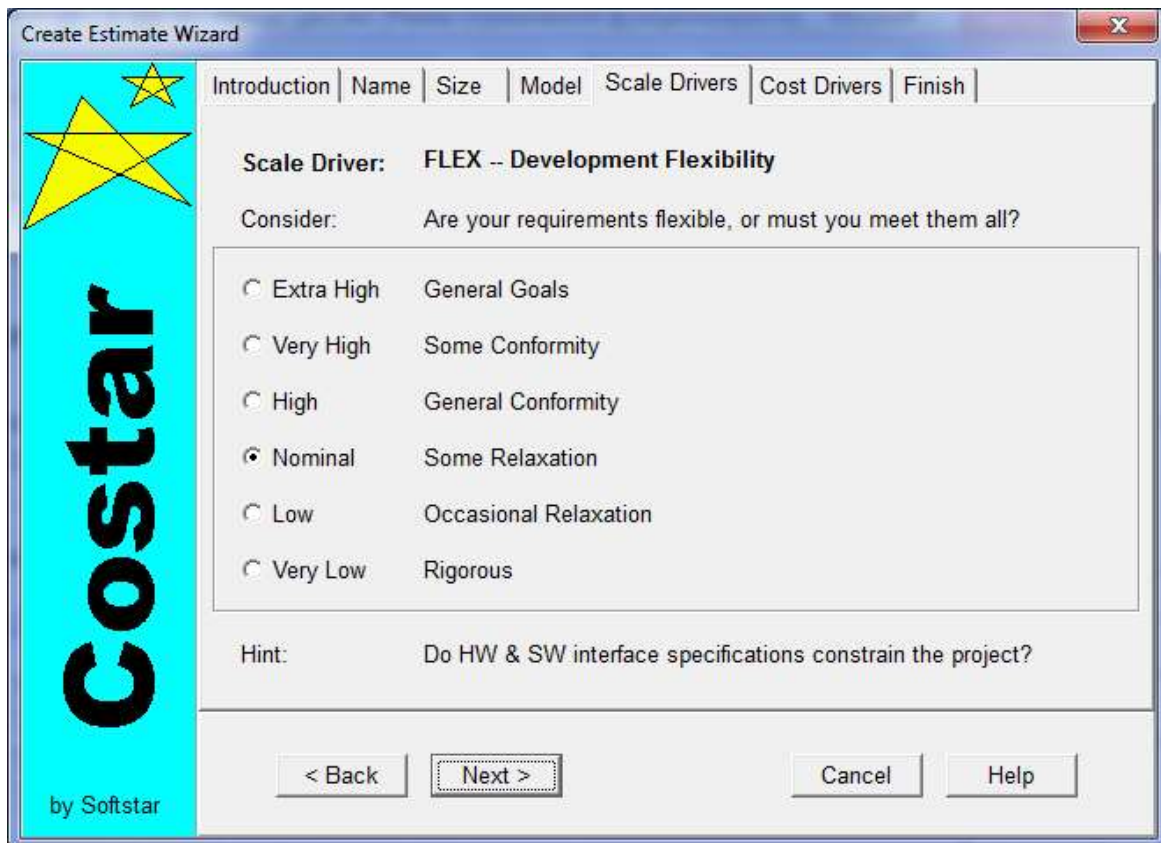 Create Estimate Wizard
Introduction Name Size Model Scale Drivers Cost Drivers Finish
Scale Driver: FLEX -- Development Flexibility
Consider: Are your requirements flexible, or must you meet them all?
Extra High General Goals
Very High Some Conformity
High General Conformity
Nominal Some Relaxation
Low Occasional Relaxation
Very Low Rigorous
Hint: Do HW & SW interface specifications constrain the project?
< Back Next > Cancel Help
Costar
by Softstar